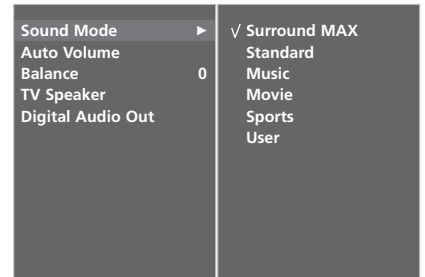 Sound Mode ►
Auto Volume
Balance 0
TV Speaker
Digital Audio Out
√ Surround MAX
Standard
Music
Movie
Sports
User